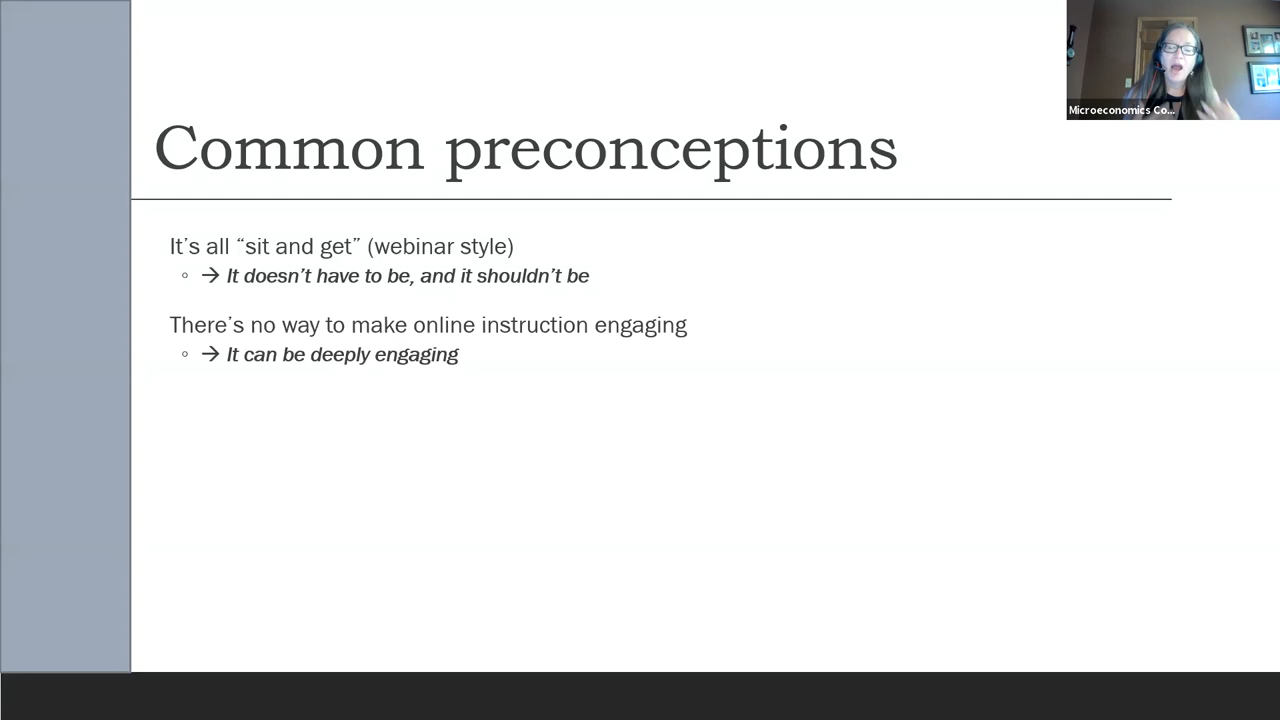 Microeconomics Co...
Common preconceptions
It’s all “sit and get” (webinar style)
◦ → It doesn’t have to be, and it shouldn’t be
There’s no way to make online instruction engaging
◦ → It can be deeply engaging